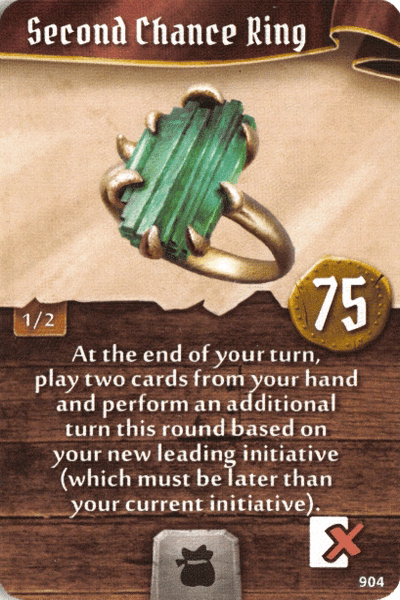 Second Chance Ring
75
1/2
At the end of your turn,
play two cards from your hand
and perform an additional
turn this round based on
your new leading initiative
(which must be later than
your current initiative).
904